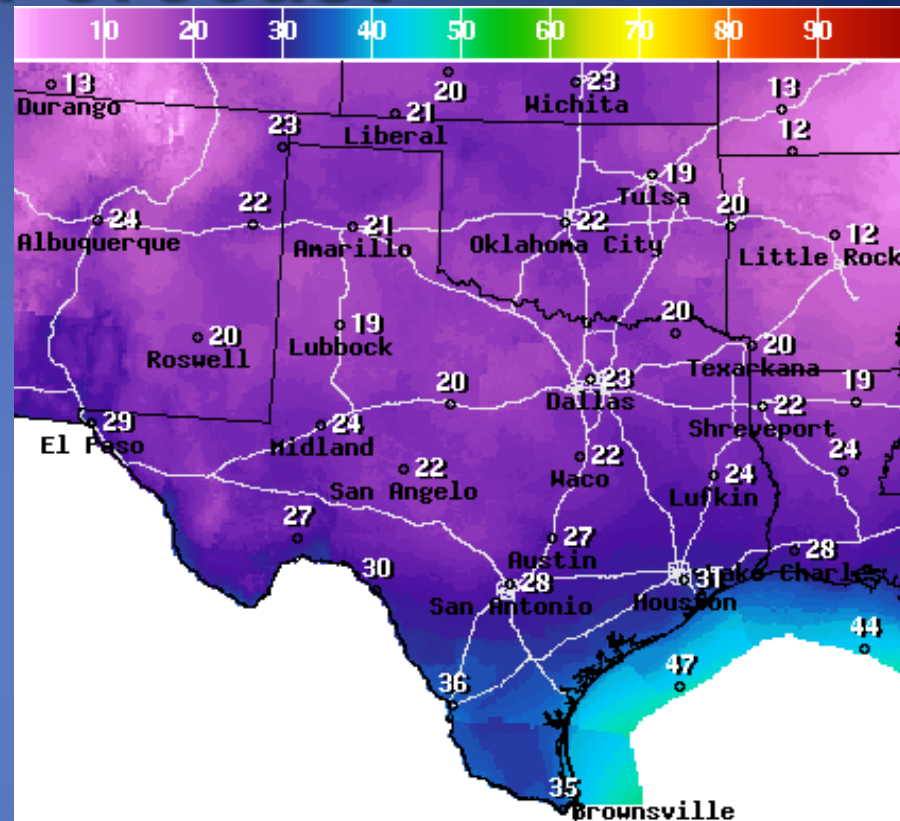 10 20 30 40 50 60 70 80 90
13
Durango
20
21
Liberal
23
Wichita
13
12
23
19
Tulsa
24
Albuquerque
22
21
Amarillo
22
Oklahoma City
20
12
Little Rock
20
Roswell
19
Lubbock
20
20
Texarkana
23
Dallas
20
19
22
Shreveport
29
El Paso
24
Midland
22
San Angelo
22
Waco
24
Lufkin
24
27
27
Austin
28
Lake Charles
30
28
San Antonio
31
Houston
44
47
36
35
Brownsville